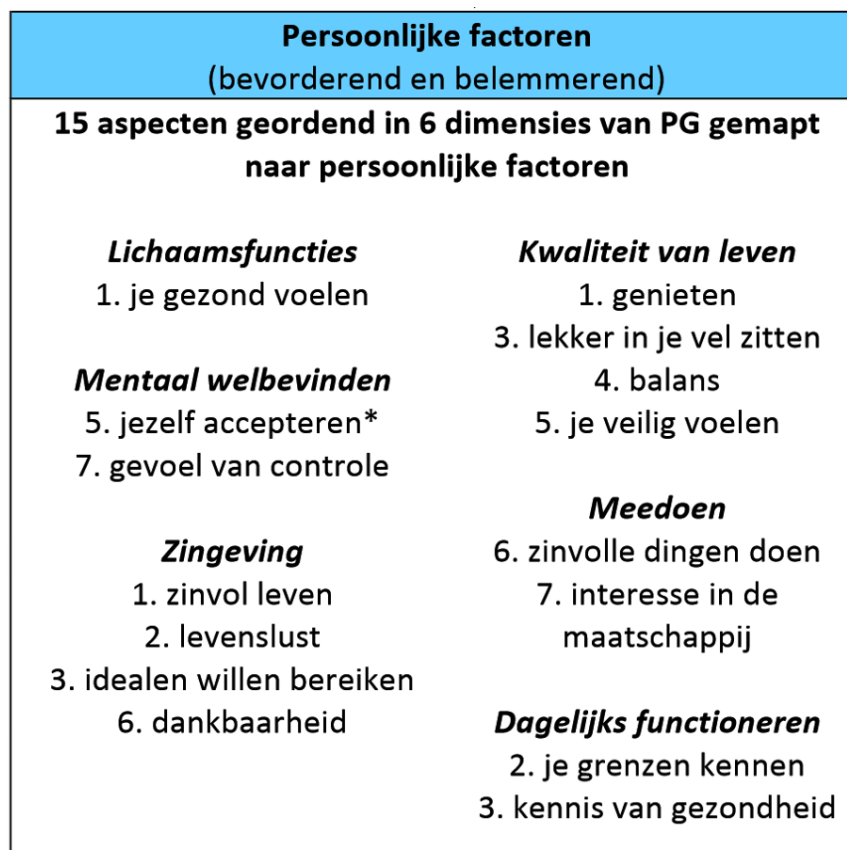 Persoonlijke factoren
(bevorderend en belemmerend)
15 aspecten geordend in 6 dimensies van PG gemapt
naar persoonlijke factoren
Lichaamsfuncties
1. je gezond voelen
Mentaal welbevinden
5. jezelf accepteren*
7. gevoel van controle
Zingeving
1. zinvol leven
2. levenslust
3. idealen willen bereiken
6. dankbaarheid
Kwaliteit van leven
1. genieten
3. lekker in je vel zitten
4. balans
5. je veilig voelen
Meedoen
6. zinvolle dingen doen
7. interesse in de
maatschappij
Dagelijks functioneren
2. je grenzen kennen
3. kennis van gezondheid